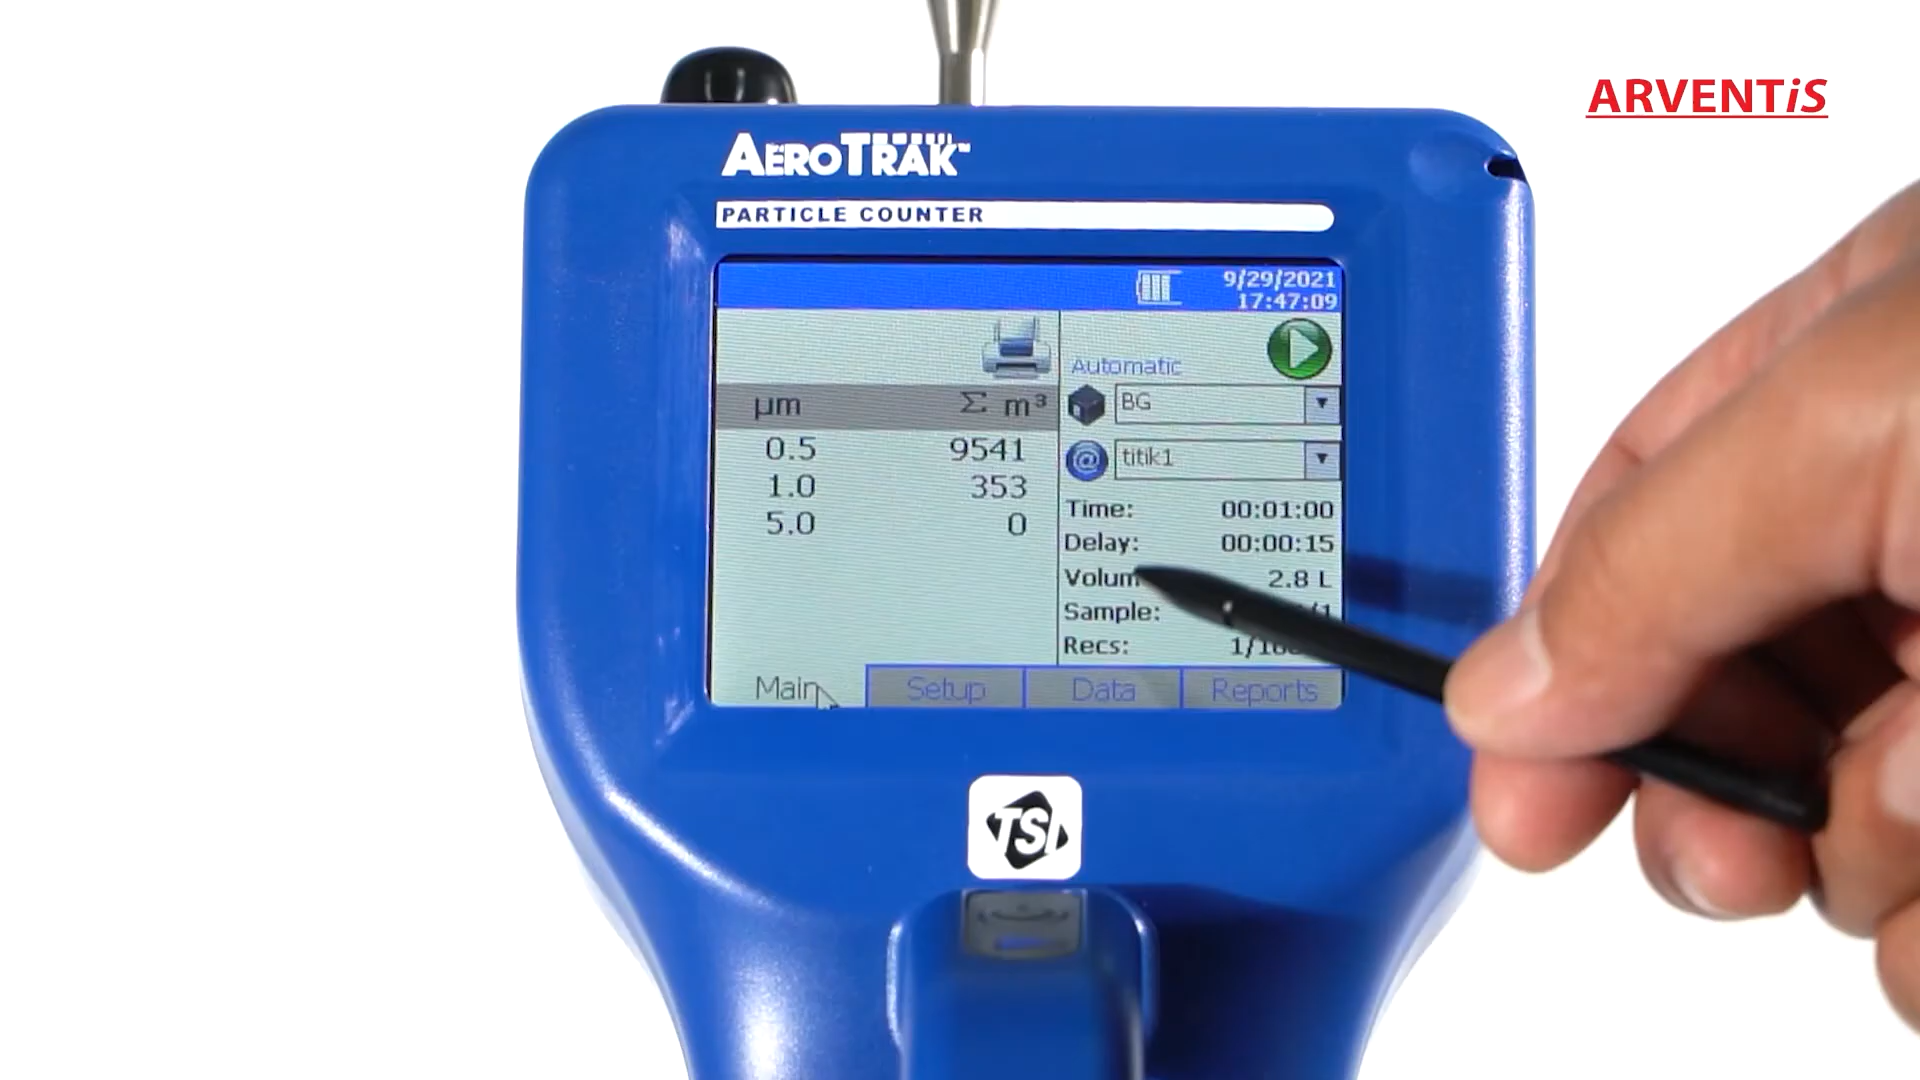 ARVENTiS
AEROTRAK™
PARTICLE COUNTER
9/29/2021
17:47:09
Automatic
µm Σ m³
BG
0.5 9541
titik1
1.0 353
5.0 0
Time: 00:01:00
Delay: 00:00:15
2.8 L
Sample:
Recs:
Main Setup Data Reports
TSI